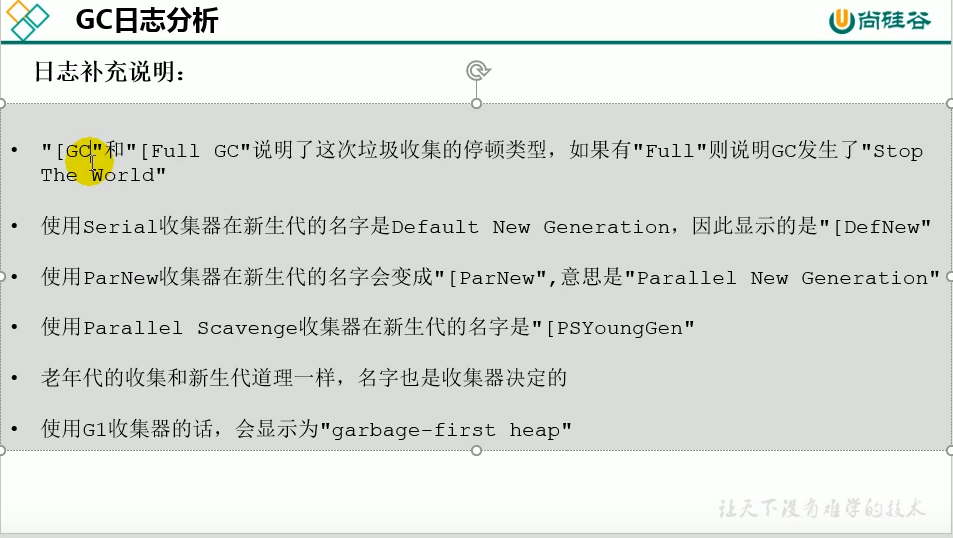 GC日志分析
尚硅谷
日志补充说明：
• "[GC"和"[Full GC"说明了这次垃圾收集的停顿类型，如果有"Full"则说明GC发生了"Stop
The World"
• 使用Serial收集器在新生代的名字是Default New Generation，因此显示的是"[DefNew"
• 使用ParNew收集器在新生代的名字会变成"[ParNew",意思是"Parallel New Generation"
• 使用Parallel Scavenge收集器在新生代的名字是"[PSYoungGen"
• 老年代的收集和新生代道理一样，名字也是收集器决定的
• 使用G1收集器的话，会显示为"garbage-first heap"
让天下没有难学的技术